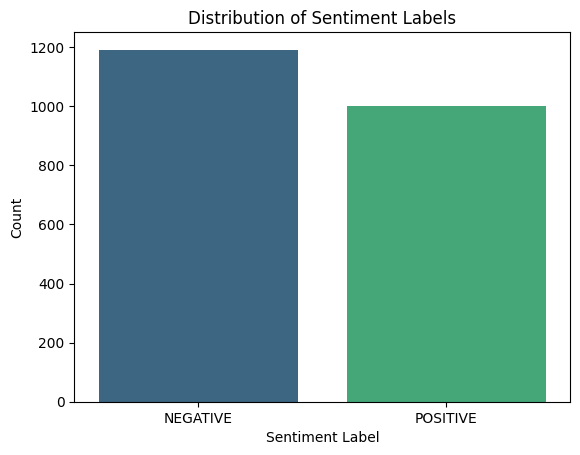 Distribution of Sentiment Labels
1200
1000
800
600
400
200
0
Count
NEGATIVE
POSITIVE
Sentiment Label